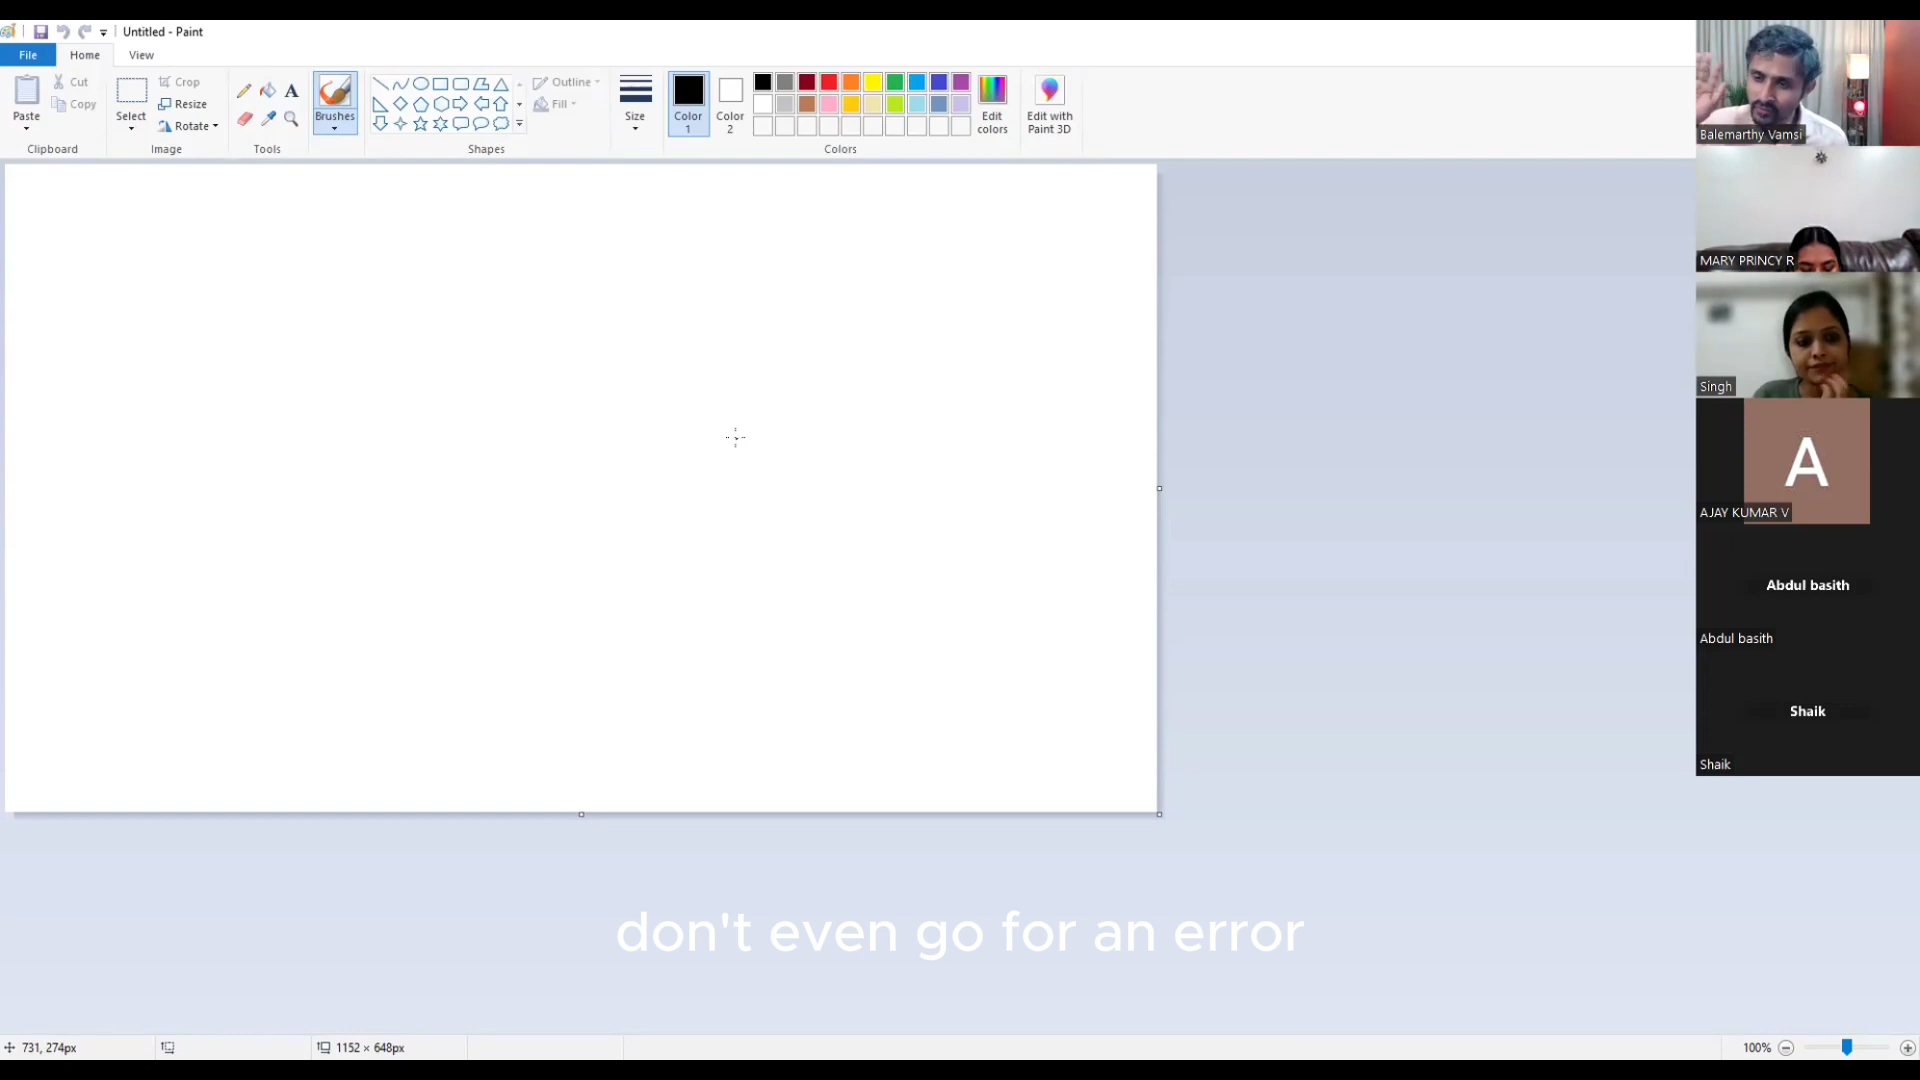 Untitled - Paint
File Home View
Paste
Cut
Copy
Clipboard
Select
Crop
Resize
Rotate
Image
A
Tools
Brushes
Shapes
Outline
Fill
Size
Color 1
Color 2
Colors
Edit colors
Edit with Paint 3D
Balemarthy Vamsi
MARY PRINCY R
Singh
A
AJAY KUMAR V
Abdul basith
Abdul basith
Shaik
Shaik
don't even go for an error
731, 274px
1152 × 648px
100%